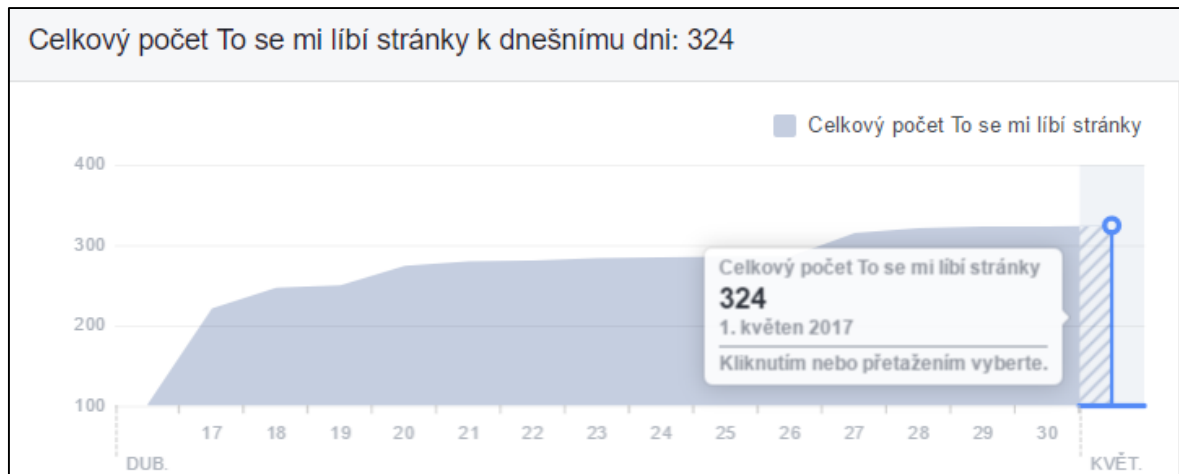 Celkový počet To se mi líbí stránky k dnešnímu dni: 324
Celkový počet To se mi líbí stránky
400
300
200
100
Celkový počet To se mi líbí stránky
324
1. květen 2017
Kliknutím nebo přetažením vyberte.
17 18 19 20 21 22 23 24 25 26 27 28 29 30
DUB. KVĚT.